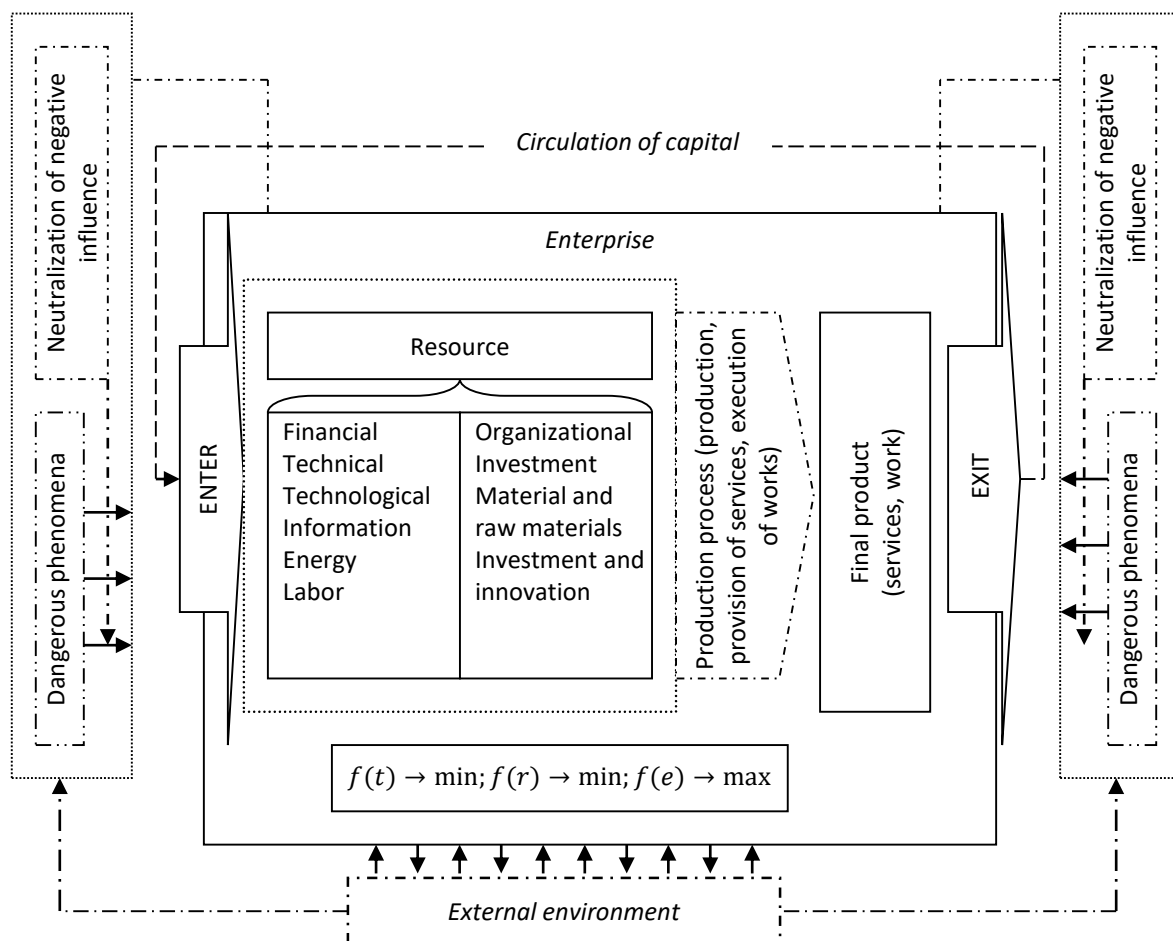 Neutralization of negative
influence
Dangerous phenomena
Circulation of capital
Enterprise
ENTER
Resource
Financial
Technical
Technological
Information
Energy
Labor
Organizational
Investment
Material and
raw materials
Investment and
innovation
Production process (production,
provision of services, execution
of works)
Final product
(services, work)
EXIT
Neutralization of negative
influence
Dangerous phenomena
f(t) → min; f(r) → min; f(e) → max
External environment